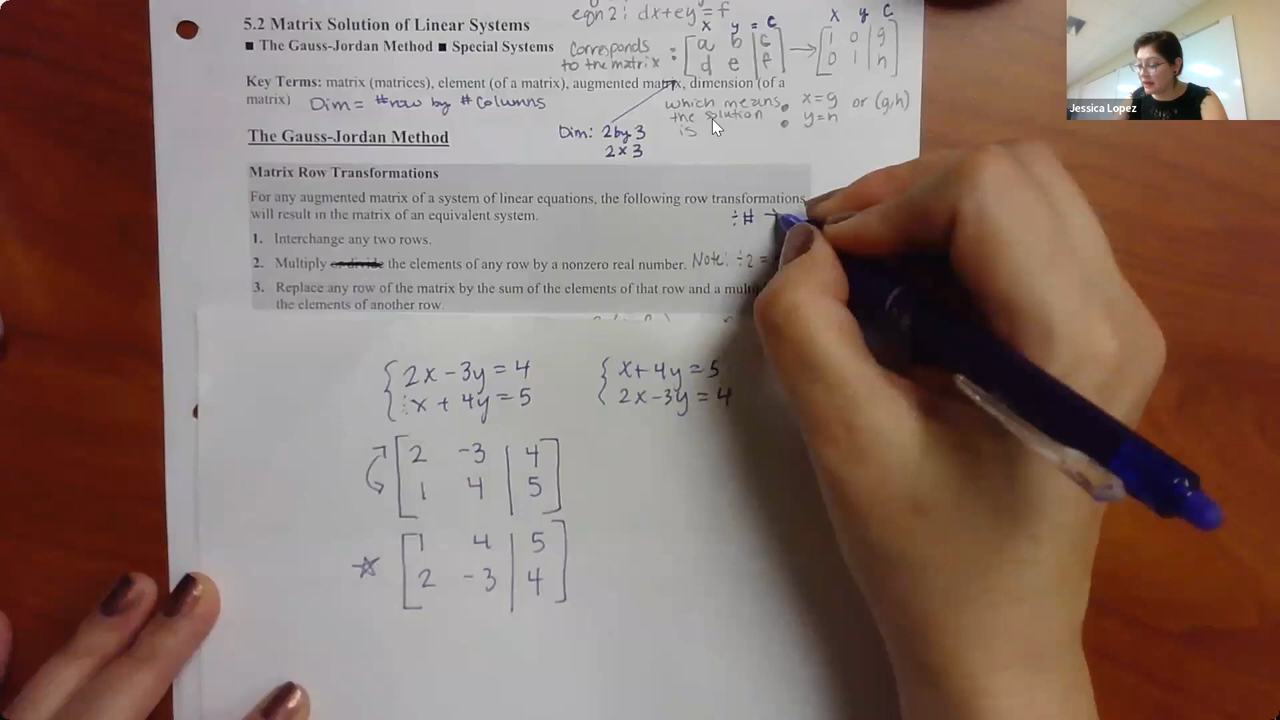 5.2 Matrix Solution of Linear Systems
■ The Gauss-Jordan Method ■ Special Systems
Key Terms: matrix (matrices), element (of a matrix), augmented matrix, dimension (of a
matrix) Dim = #row by #columns
eqn 2: dx+ey=f
x y = c
Corresponds
to the matrix :
[a b | c]
[d e | f]
→
x y c
[1 0 | g]
[0 1 | h]
which means
the solution
is
: x=g
: y=h
or (g,h)
Dim: 2 by 3
2 x 3
The Gauss-Jordan Method
Matrix Row Transformations
For any augmented matrix of a system of linear equations, the following row transformations
will result in the matrix of an equivalent system.
÷#
1. Interchange any two rows.
2. Multiply or divide the elements of any row by a nonzero real number. Note: ÷2 =
3. Replace any row of the matrix by the sum of the elements of that row and a
the elements of another row.
{2x-3y=4
x + 4y=5
{x+4y=5
2x-3y=4
[2 -3 | 4]
[1 4 | 5]
☆
[1 4 | 5]
[2 -3 | 4]
Jessica Lopez